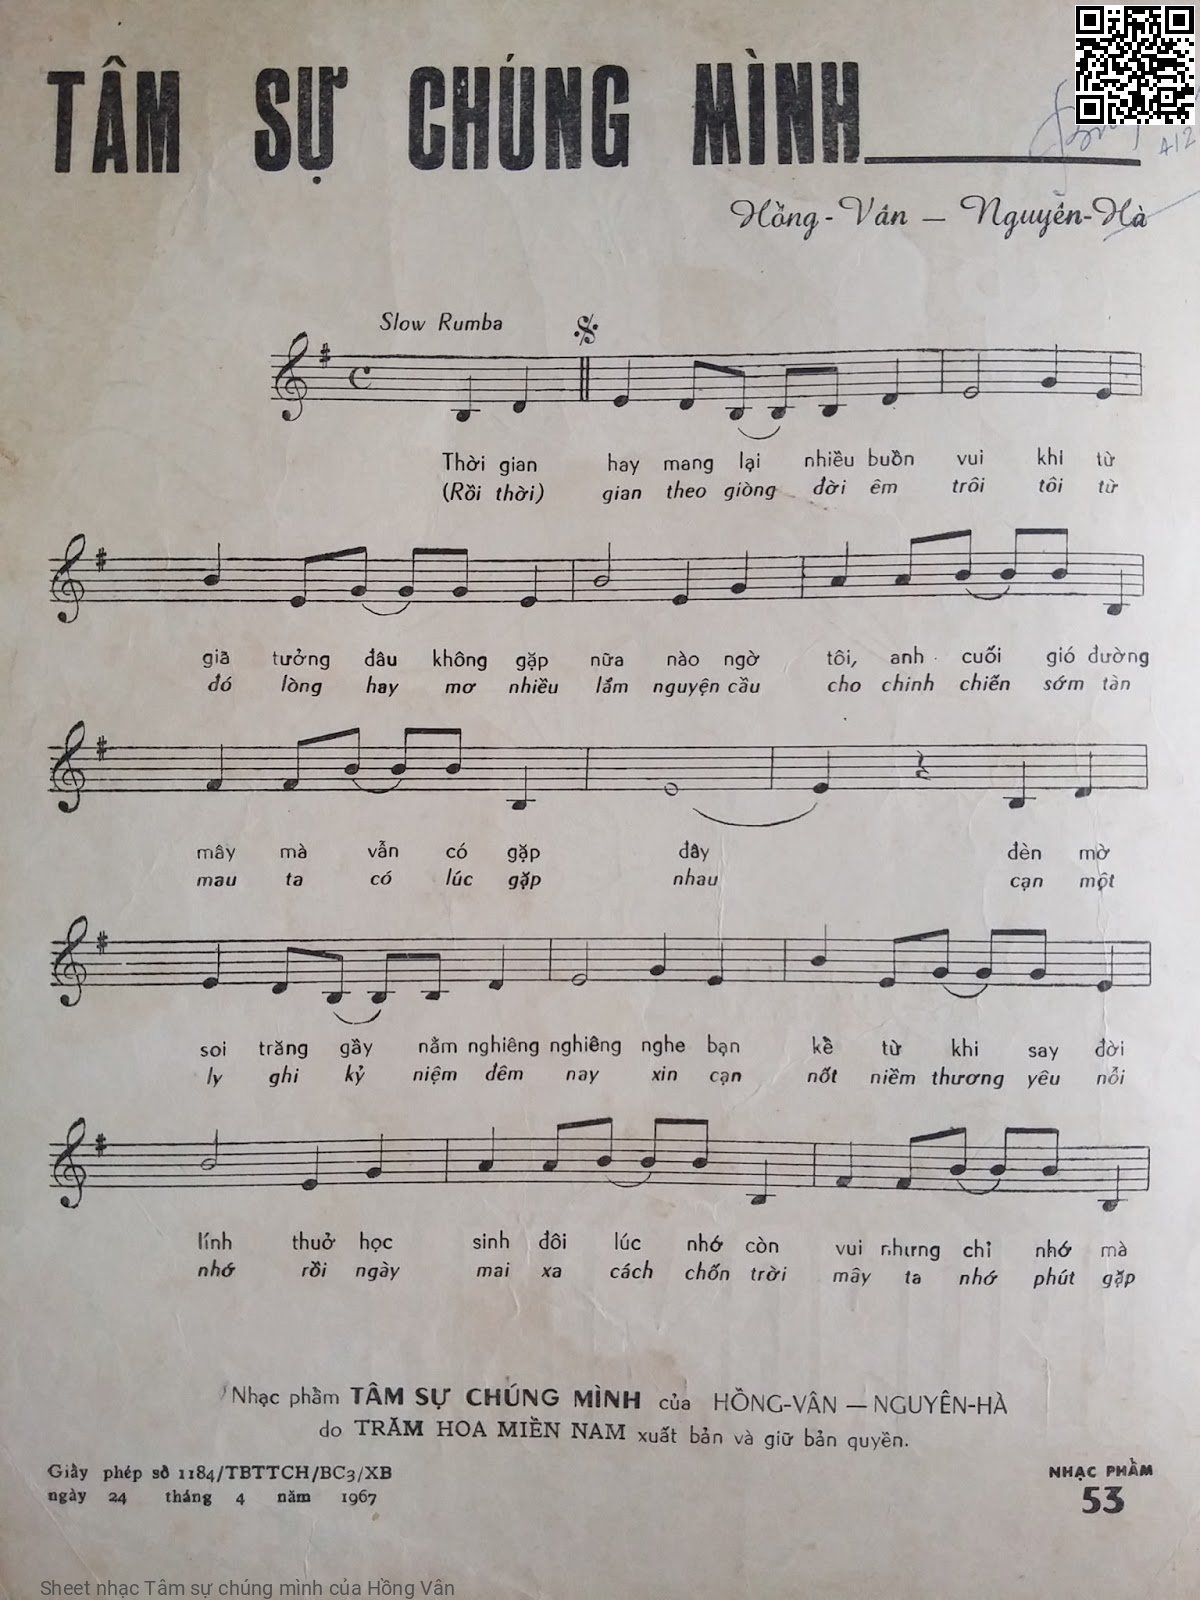 TÂM SỰ CHÚNG MÌNH
412
Hồng-Vân — Nguyên-Hà
Slow Rumba
Thời gian hay mang lại nhiều buồn vui khi từ
(Rồi thời) gian theo giòng đời êm trôi tôi từ
giã tưởng đâu không gặp nữa nào ngờ tôi, anh cuối gió đường
đó lòng hay mơ nhiều lắm nguyện cầu cho chinh chiến sớm tàn
mây mà vẫn có gặp đây đèn mờ
mau ta có lúc gặp nhau cạn một
soi trăng gầy nằm nghiêng nghiêng nghe bạn kề từ khi say đời
ly ghi kỷ niệm đêm nay xin cạn nốt niềm thương yêu nỗi
lính thuở học sinh đôi lúc nhớ còn vui nhưng chỉ nhớ mà
nhớ rồi ngày mai xa cách chốn trời mây ta nhớ phút gặp
Nhạc phẩm TÂM SỰ CHÚNG MÌNH của HỒNG-VÂN — NGUYÊN-HÀ
do TRĂM HOA MIỀN NAM xuất bản và giữ bản quyền.
Giấy phép số 1184/TBTTCH/BC3/XB
ngày 24 tháng 4 năm 1967
NHẠC PHẨM
53
Sheet nhạc Tâm sự chúng mình của Hồng Vân